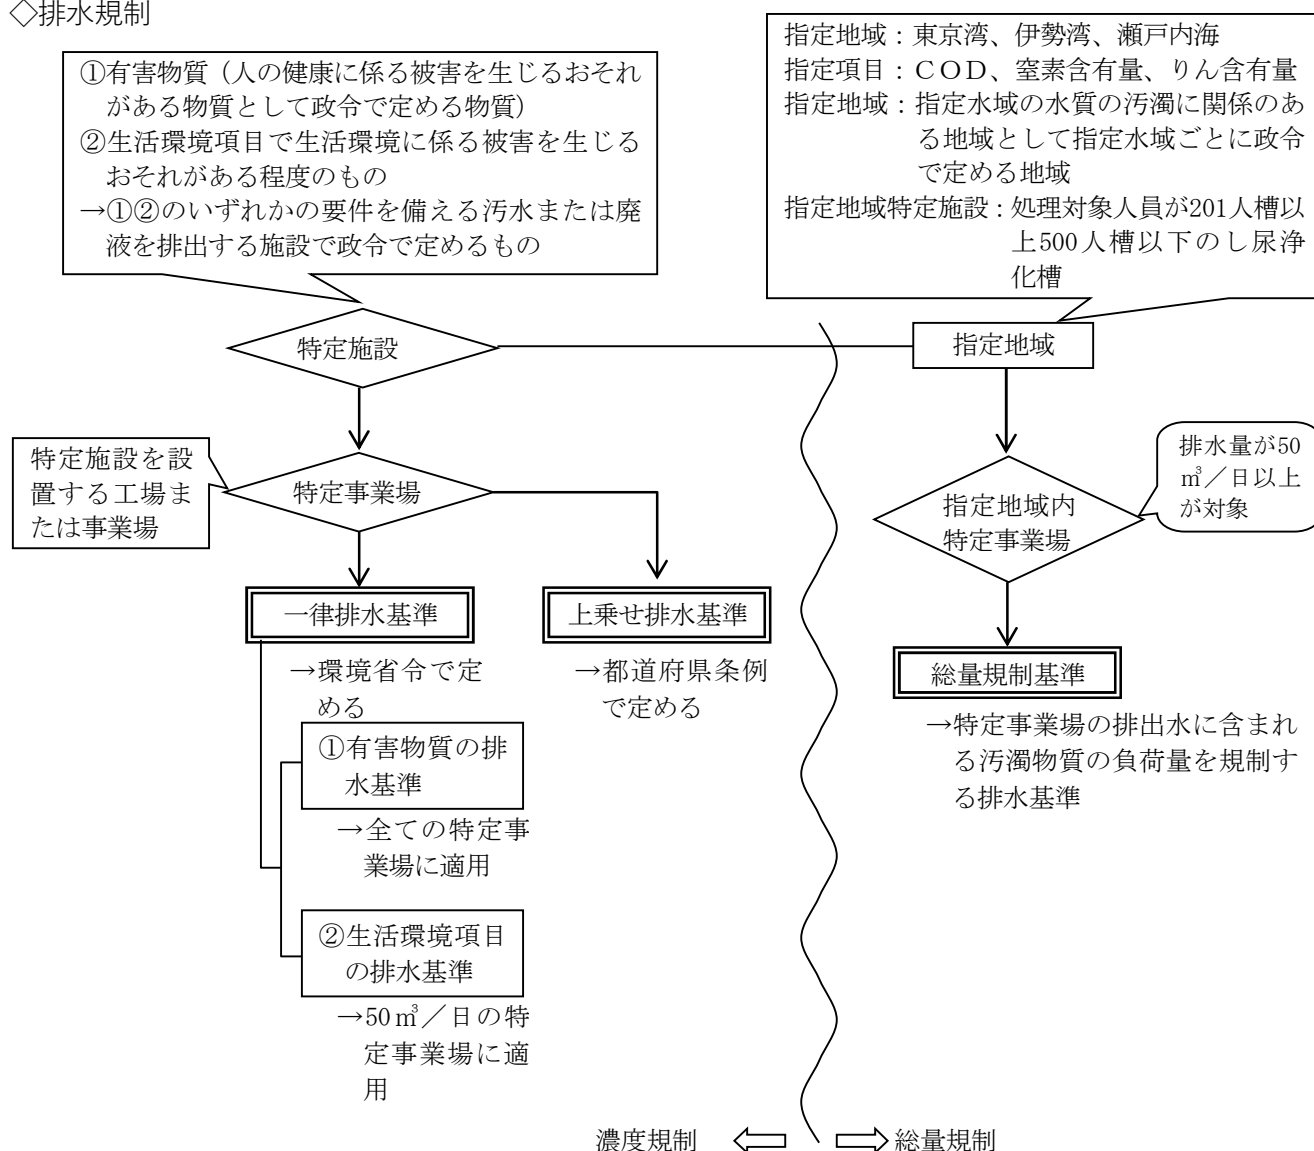 ◇排水規制
①有害物質（人の健康に係る被害を生じるおそれ
がある物質として政令で定める物質）
②生活環境項目で生活環境に係る被害を生じる
おそれがある程度のもの
→①②のいずれかの要件を備える汚水または廃
液を排出する施設で政令で定めるもの
指定地域：東京湾、伊勢湾、瀬戸内海
指定項目：ＣＯＤ、窒素含有量、りん含有量
指定地域：指定水域の水質の汚濁に関係のあ
る地域として指定水域ごとに政令
で定める地域
指定地域特定施設：処理対象人員が201人槽以
上500人槽以下のし尿浄
化槽
特定施設
指定地域
特定施設を設
置する工場ま
たは事業場
特定事業場
指定地域内
特定事業場
排水量が50
㎥／日以上
が対象
一律排水基準
→環境省令で定
める
上乗せ排水基準
→都道府県条例
で定める
総量規制基準
→特定事業場の排出水に含まれ
る汚濁物質の負荷量を規制す
る排水基準
①有害物質の排
水基準
→全ての特定事
業場に適用
②生活環境項目
の排水基準
→50㎥／日の特
定事業場に適
用
濃度規制
総量規制